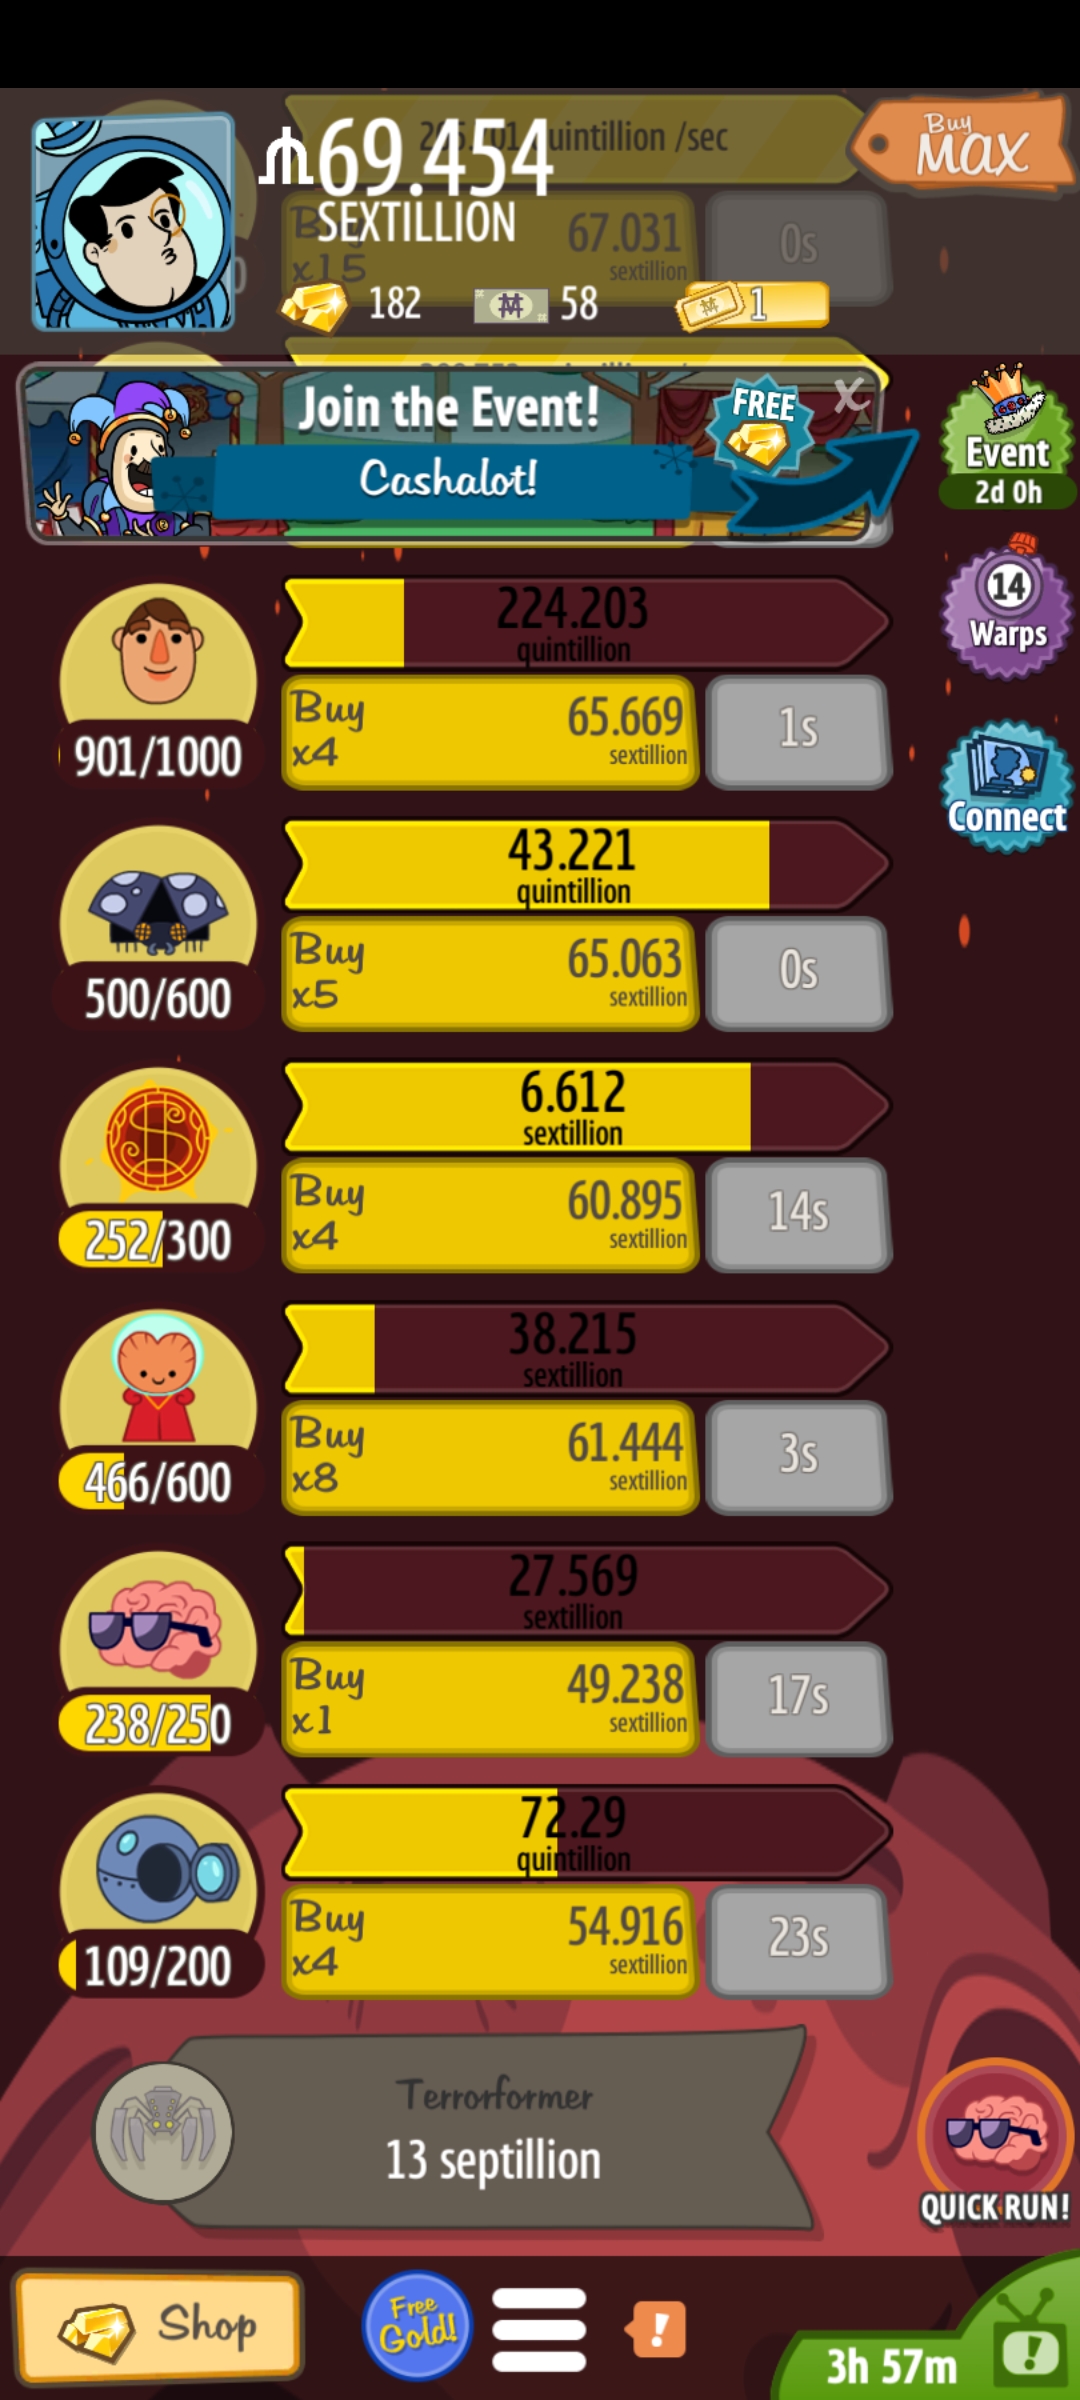 69.454
SEXTILLION
quintillion /sec
Buy
MAX
x15
67.031
sextillion
0s
182
58
1
Join the Event!
Cashalot!
FREE
X
Event
2d 0h
14
Warps
Connect
224.203
quintillion
Buy
x4
65.669
sextillion
1s
901/1000
43.221
quintillion
Buy
x5
65.063
sextillion
0s
500/600
6.612
sextillion
Buy
x4
60.895
sextillion
14s
252/300
38.215
sextillion
Buy
x8
61.444
sextillion
3s
466/600
27.569
sextillion
Buy
x1
49.238
sextillion
17s
238/250
72.29
quintillion
Buy
x4
54.916
sextillion
23s
109/200
Terrorformer
13 septillion
QUICK RUN!
Shop
Free
Gold!
!
3h 57m
!